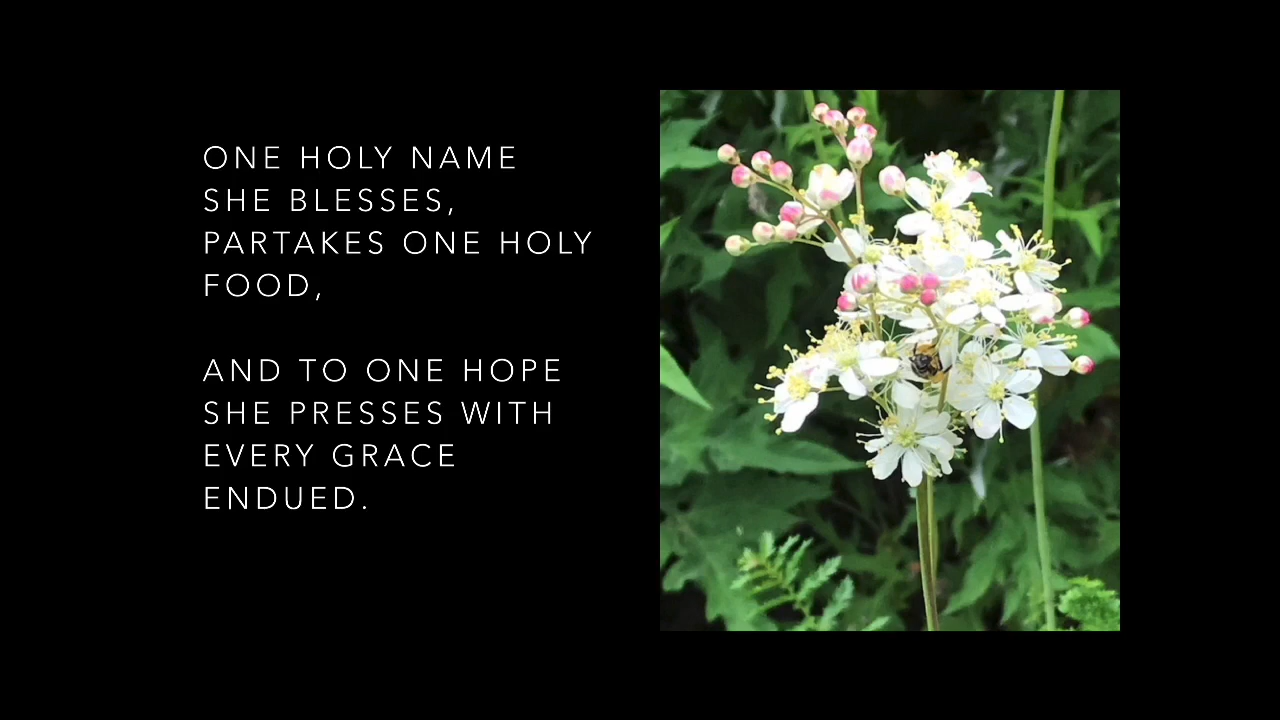 ONE HOLY NAME
SHE BLESSES,
PARTAKES ONE HOLY
FOOD,
AND TO ONE HOPE
SHE PRESSES WITH
EVERY GRACE
ENDUED.